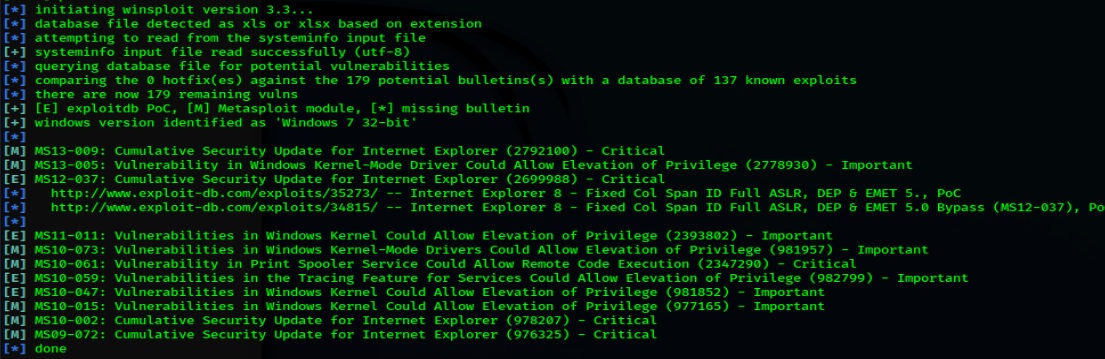 [*] initiating winsploit version 3.3...
[*] database file detected as xls or xlsx based on extension
[*] attempting to read from the systeminfo input file
[+] systeminfo input file read successfully (utf-8)
[*] querying database file for potential vulnerabilities
[*] comparing the 0 hotfix(es) against the 179 potential bulletins(s) with a database of 137 known exploits
[*] there are now 179 remaining vulns
[+] [E] exploitdb PoC, [M] Metasploit module, [*] missing bulletin
[+] windows version identified as 'Windows 7 32-bit'
[*]
[M] MS13-009: Cumulative Security Update for Internet Explorer (2792100) - Critical
[M] MS13-005: Vulnerability in Windows Kernel-Mode Driver Could Allow Elevation of Privilege (2778930) - Important
[E] MS12-037: Cumulative Security Update for Internet Explorer (2699988) - Critical
[*] http://www.exploit-db.com/exploits/35273/ -- Internet Explorer 8 - Fixed Col Span ID Full ASLR, DEP & EMET 5., PoC
[*] http://www.exploit-db.com/exploits/34815/ -- Internet Explorer 8 - Fixed Col Span ID Full ASLR, DEP & EMET 5.0 Bypass (MS12-037), Po
[*]
[E] MS11-011: Vulnerabilities in Windows Kernel Could Allow Elevation of Privilege (2393802) - Important
[M] MS10-073: Vulnerabilities in Windows Kernel-Mode Drivers Could Allow Elevation of Privilege (981957) - Important
[M] MS10-061: Vulnerability in Print Spooler Service Could Allow Remote Code Execution (2347290) - Critical
[E] MS10-059: Vulnerabilities in the Tracing Feature for Services Could Allow Elevation of Privilege (982799) - Important
[E] MS10-047: Vulnerabilities in Windows Kernel Could Allow Elevation of Privilege (981852) - Important
[M] MS10-015: Vulnerabilities in Windows Kernel Could Allow Elevation of Privilege (977165) - Important
[M] MS10-002: Cumulative Security Update for Internet Explorer (978207) - Critical
[M] MS09-072: Cumulative Security Update for Internet Explorer (976325) - Critical
[*] done